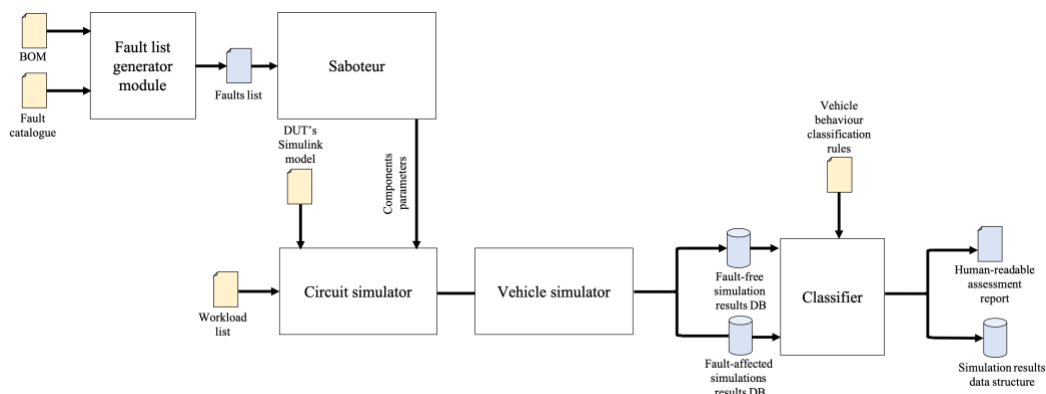 BOM
Fault
catalogue
Fault list
generator
module
Faults list
Saboteur
DUT's
Simulink
model
Components
parameters
Workload
list
Circuit simulator
Vehicle simulator
Vehicle
behaviour
classification
rules
Fault-free
simulation
results DB
Fault-affected
simulations
results DB
Classifier
Human-readable
assessment
report
Simulation results
data structure